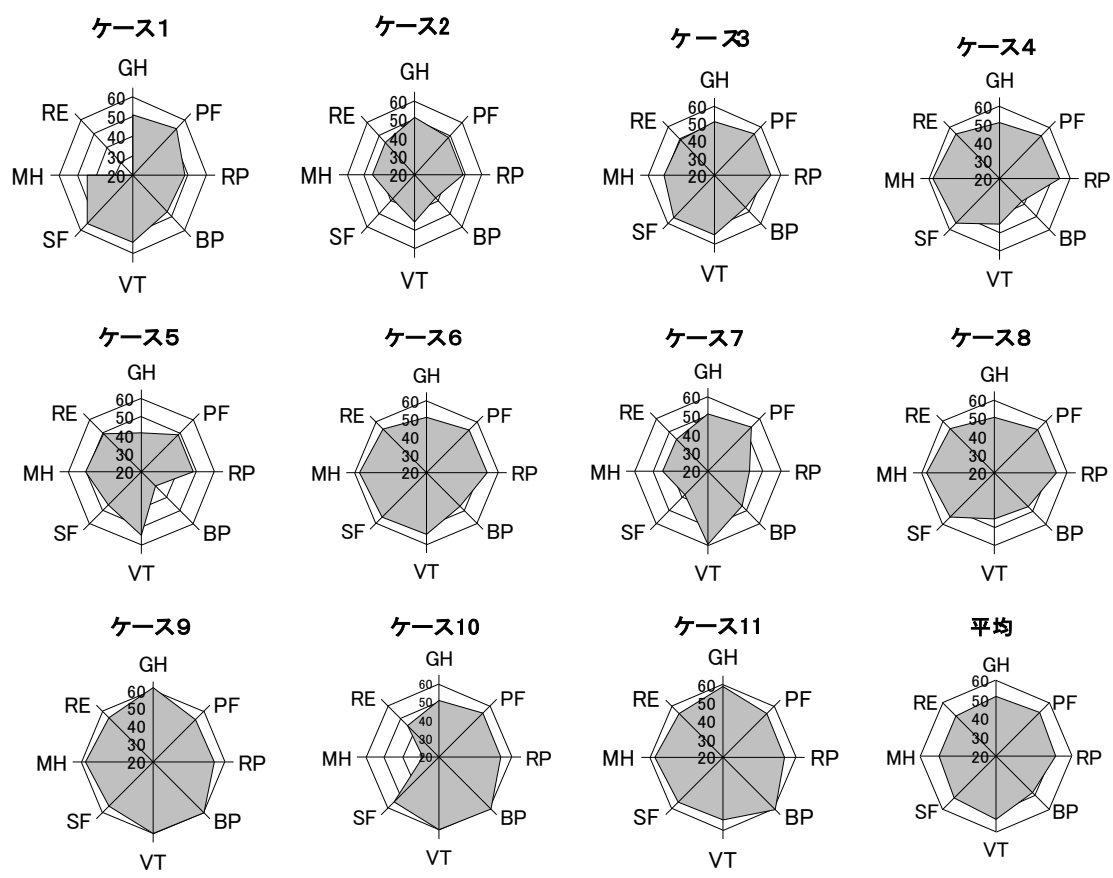 ケース1
GH
PF
RP
BP
VT
SF
MH
RE
60
50
40
30
20
ケース2
GH
PF
RP
BP
VT
SF
MH
RE
60
50
40
30
20
ケース3
GH
PF
RP
BP
VT
SF
MH
RE
60
50
40
30
20
ケース4
GH
PF
RP
BP
VT
SF
MH
RE
60
50
40
30
20
ケース5
GH
PF
RP
BP
VT
SF
MH
RE
60
50
40
30
20
ケース6
GH
PF
RP
BP
VT
SF
MH
RE
60
50
40
30
20
ケース7
GH
PF
RP
BP
VT
SF
MH
RE
60
50
40
30
20
ケース8
GH
PF
RP
BP
VT
SF
MH
RE
60
50
40
30
20
ケース9
GH
PF
RP
BP
VT
SF
MH
RE
60
50
40
30
20
ケース10
GH
PF
RP
BP
VT
SF
MH
RE
60
50
40
30
20
ケース11
GH
PF
RP
BP
VT
SF
MH
RE
60
50
40
30
20
平均
GH
PF
RP
BP
VT
SF
MH
RE
60
50
40
30
20